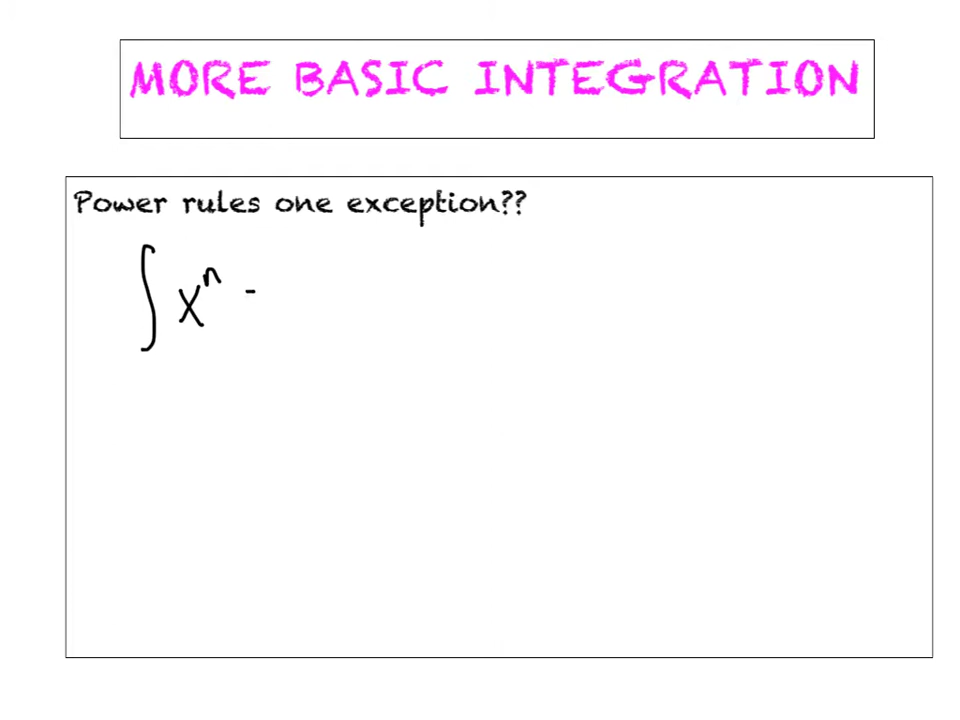 MORE BASIC INTEGRATION
Power rules one exception??
∫ xⁿ -